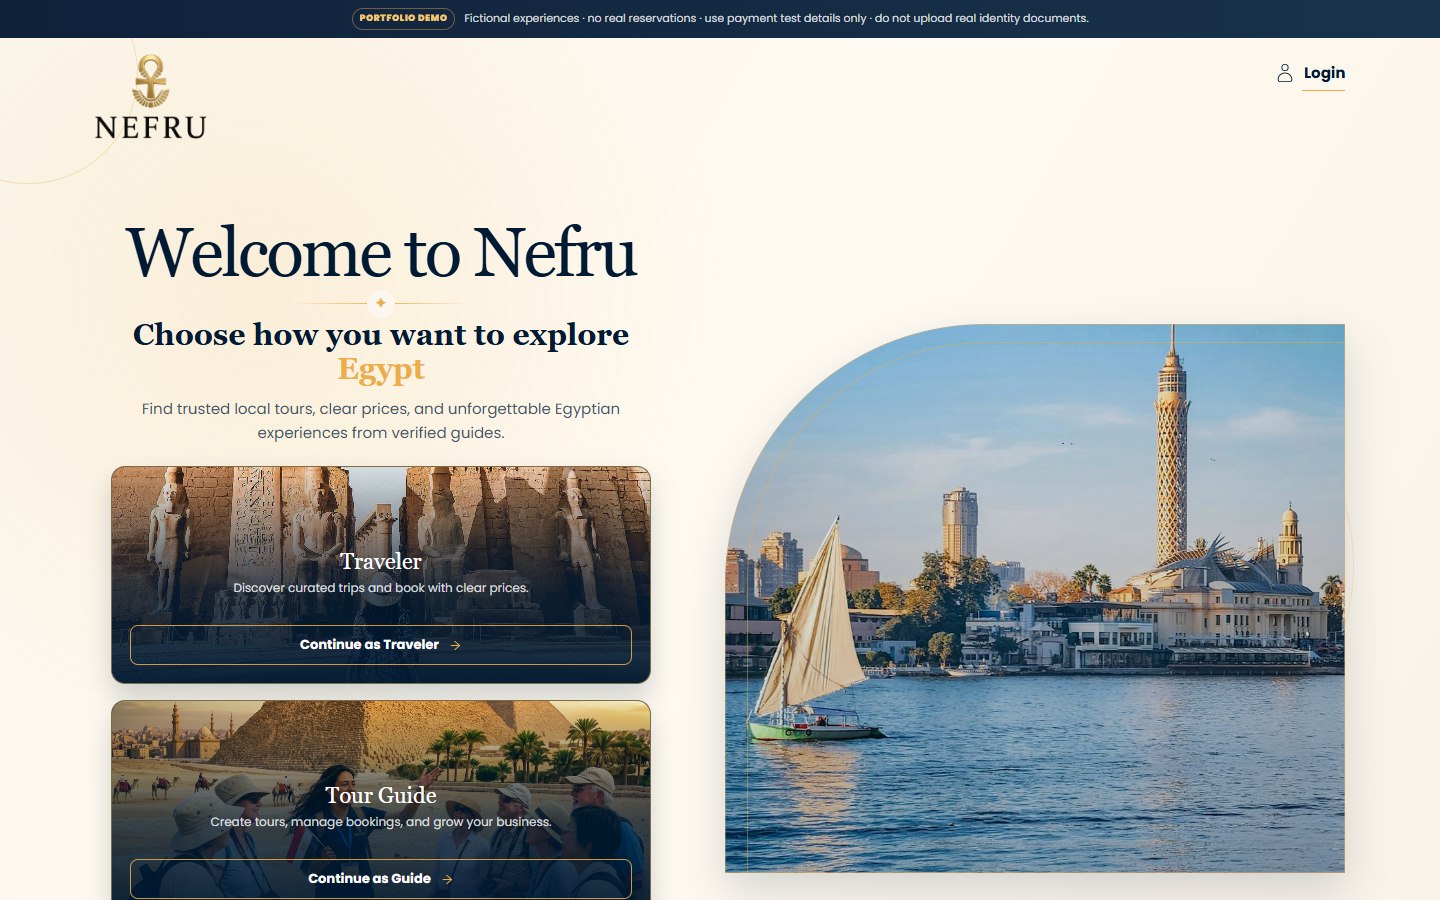 PORTFOLIO DEMO Fictional experiences · no real reservations · use payment test details only · do not upload real identity documents.
NEFRU
Login
Welcome to Nefru
Choose how you want to explore
Egypt
Find trusted local tours, clear prices, and unforgettable Egyptian
experiences from verified guides.
Traveler
Discover curated trips and book with clear prices.
Continue as Traveler →
Tour Guide
Create tours, manage bookings, and grow your business.
Continue as Guide →